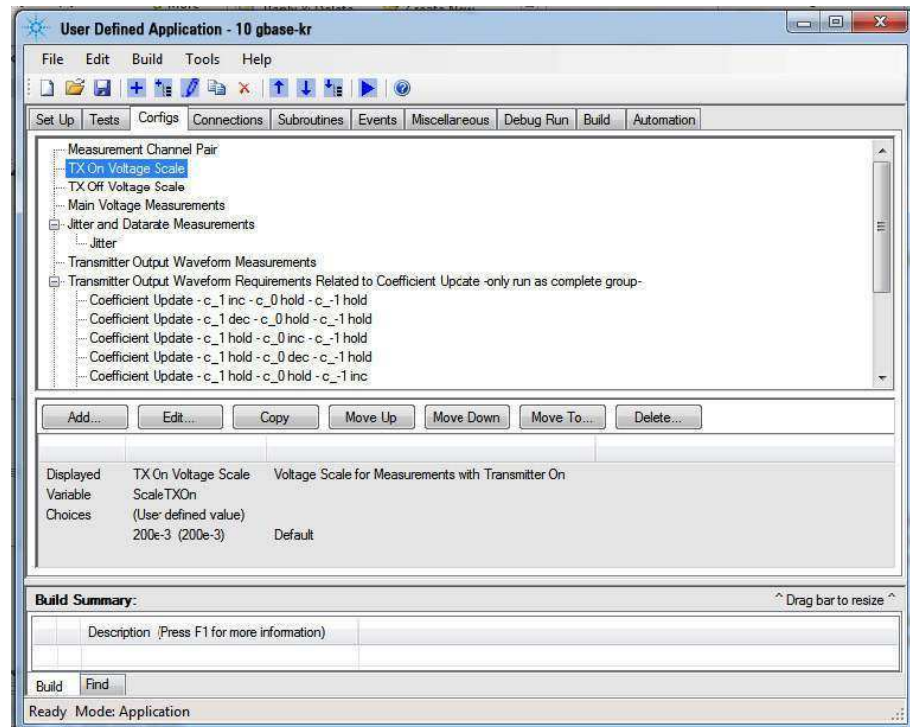 User Defined Application - 10 gbase-kr
File Edit Build Tools Help
Set Up Tests Configs Connections Subroutines Events Miscellaneous Debug Run Build Automation
Measurement Channel Pair
TX On Voltage Scale
TX Off Voltage Scale
Main Voltage Measurements
Jitter and Datarate Measurements
Jitter
Transmitter Output Waveform Measurements
Transmitter Output Waveform Requirements Related to Coefficient Upcate -only run as complete group-
Coefficient Update - c_1 inc - c_0 hold - c_-1 hold
Coefficient Update - c_1 dec - c_0 hold - c_-1 hold
Coefficient Update - c_1 hold - c_0 inc - c_-1 hold
Coefficient Update - c_1 hold - c_0 dec - c_-1 hold
Coefficient Update - c_1 hold - c_0 hold - c_-1 inc
Add... Edit... Copy Move Up Move Down Move To... Delete...
Displayed TX On Voltage Scale Voltage Scale for Measurements with Transmitter On
Variable ScaleTXOn
Choices (User defined value)
200e-3 (200e-3) Default
Build Summary: ^ Drag bar to resize ^
Description (Press F1 for more information)
Build Find
Ready Mode: Application